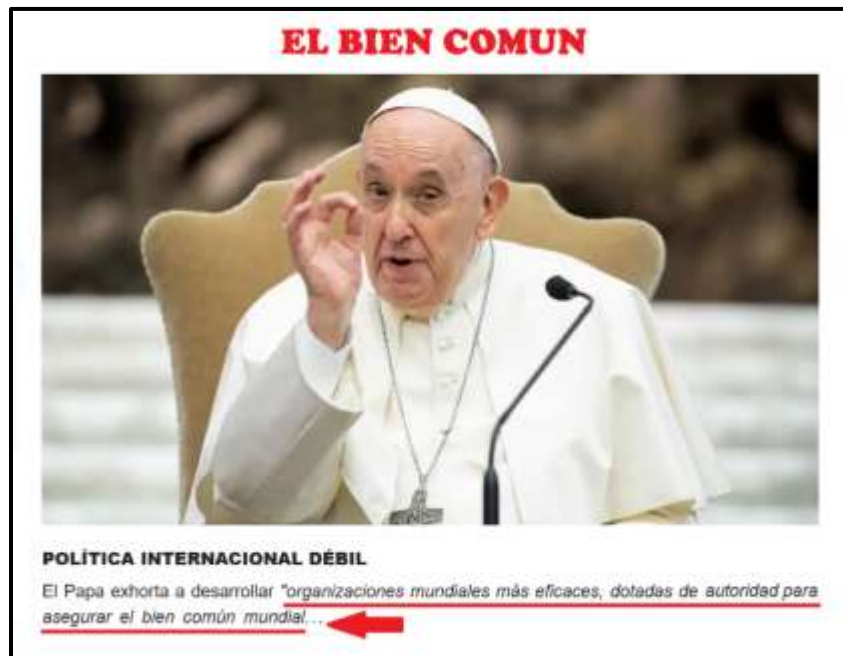 EL BIEN COMUN
POLÍTICA INTERNACIONAL DÉBIL
El Papa exhorta a desarrollar "organizaciones mundiales más eficaces, dotadas de autoridad para
asegurar el bien común mundial...